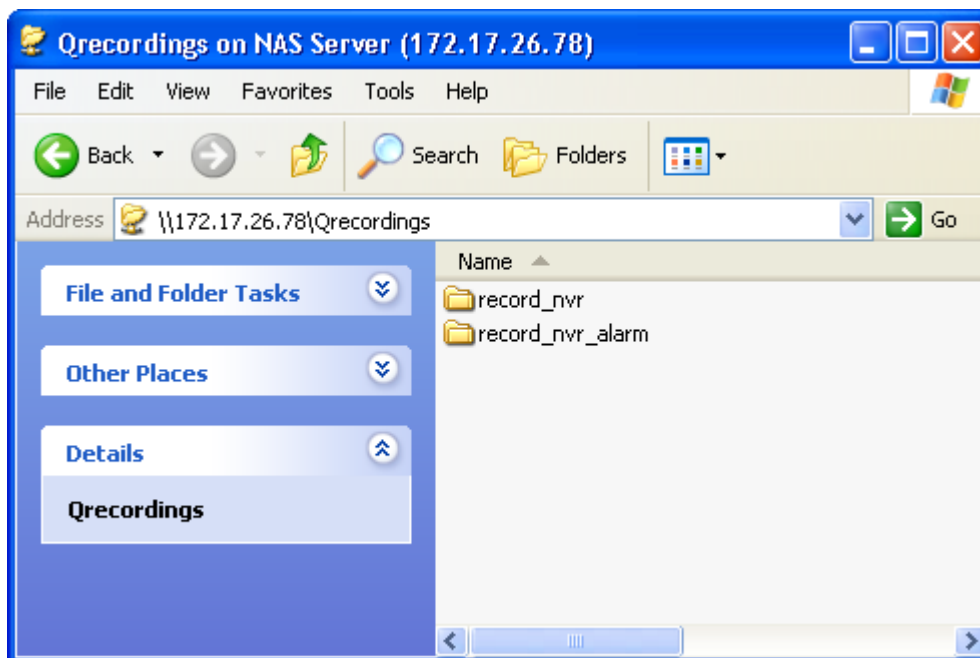 Qrecordings on NAS Server (172.17.26.78)
File Edit View Favorites Tools Help
Back Search Folders
Address \\172.17.26.78\Qrecordings Go
File and Folder Tasks
Other Places
Details
Qrecordings
Name
record_nvr
record_nvr_alarm